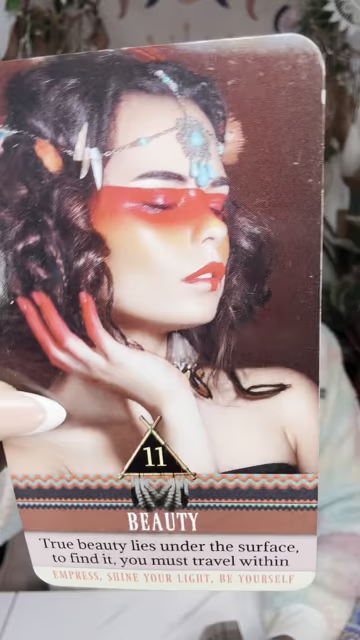 11
BEAUTY
True beauty lies under the surface,
to find it, you must travel within
EMPRESS, SHINE YOUR LIGHT, BE YOURSELF